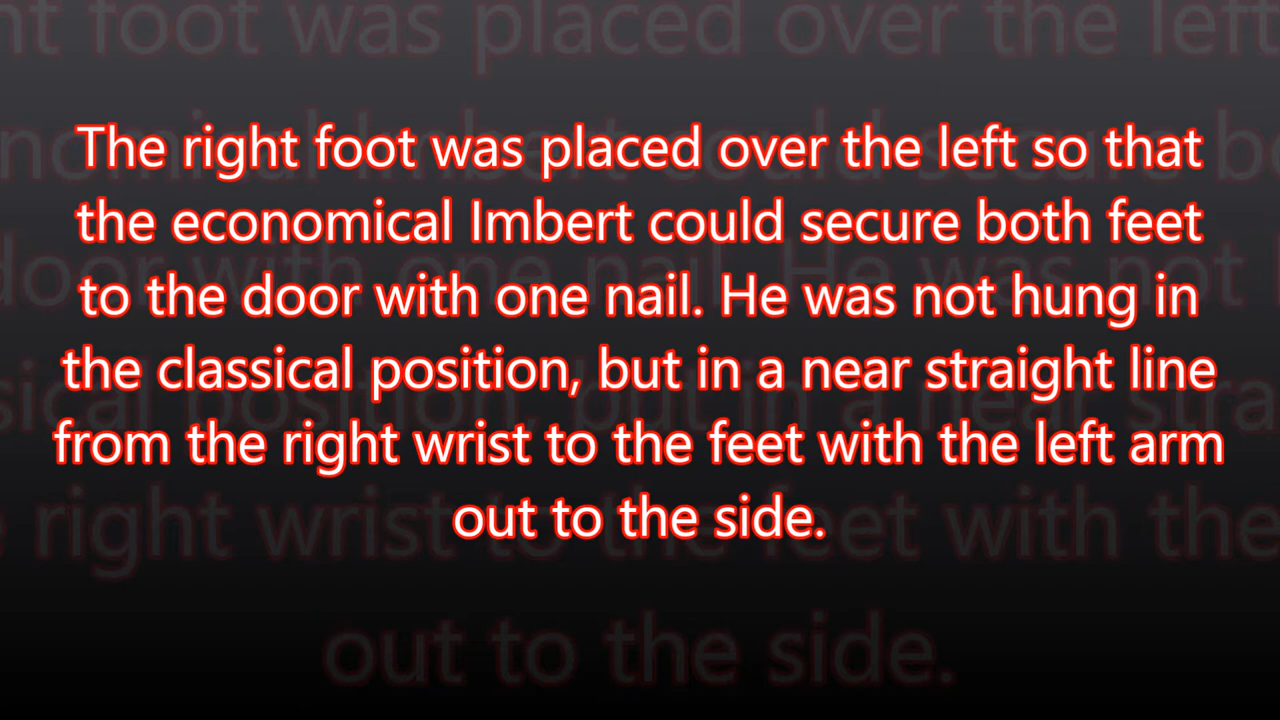 The right foot was placed over the left so that
the economical Imbert could secure both feet
to the door with one nail. He was not hung in
the classical position, but in a near straight line
from the right wrist to the feet with the left arm
out to the side.